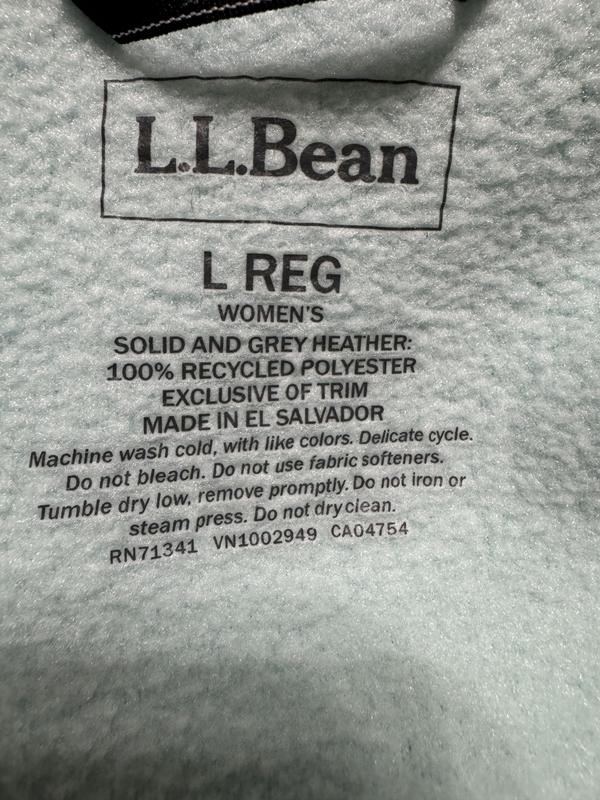 L.L.Bean
L REG
WOMEN'S
SOLID AND GREY HEATHER:
100% RECYCLED POLYESTER
EXCLUSIVE OF TRIM
MADE IN EL SALVADOR
Machine wash cold, with like colors. Delicate cycle.
Do not bleach. Do not use fabric softeners.
Tumble dry low, remove promptly. Do not iron or
steam press. Do not dryclean.
RN71341 VN1002949 CA04754